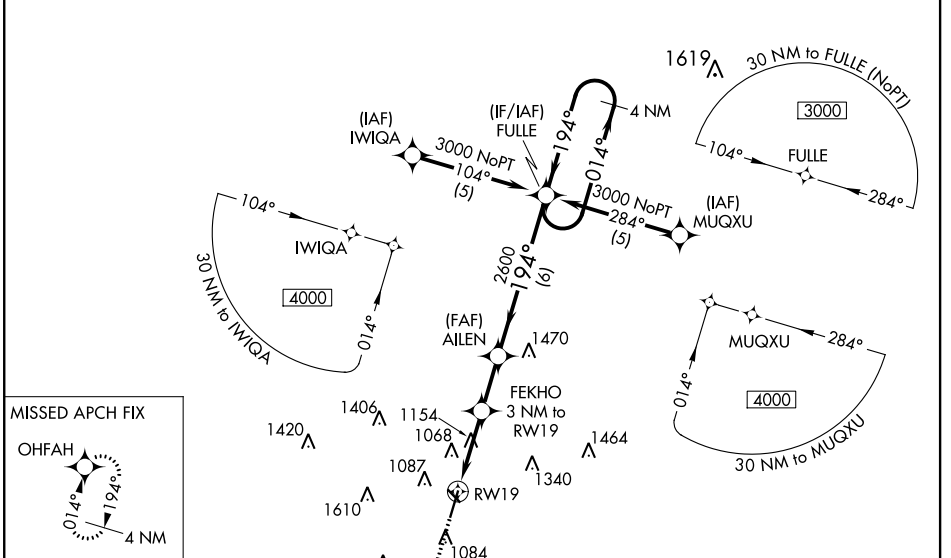 1619
30 NM to FULLE (NoPT)
3000
104°
FULLE
284°
(IAF)
IWIQA
(IF/IAF)
FULLE
4 NM
194°
014°
3000 NoPT
104°
(5)
3000 NoPT
284°
(5)
(IAF)
MUQXU
104°
IWIQA
4000
014°
30 NM to IWIQA
2600
194°
(6)
MUQXU
284°
014°
4000
30 NM to MUQXU
(FAF)
AILEN
1470
FEKHO
3 NM to
RW19
1406
1154
1420
1068
1464
1087
1340
1610
RW19
1084
MISSED APCH FIX
OHFAH
014°
194°
4 NM